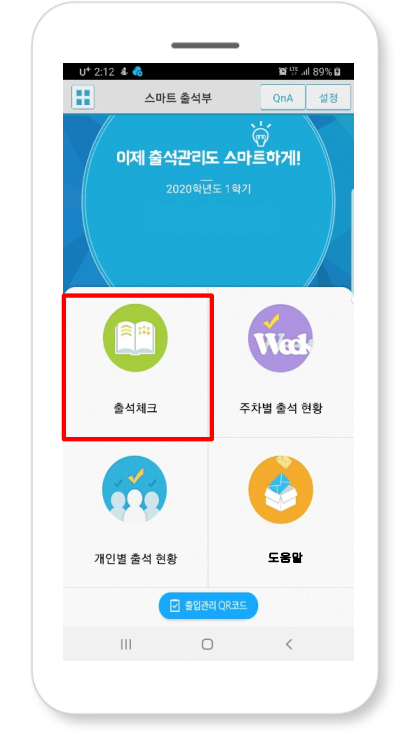 U+ 2:12
LTE 89%
스마트 출석부
QnA
설정
이제 출석관리도 스마트하게!
2020학년도 1학기
Week
출석체크
주차별 출석 현황
개인별 출석 현황
도움말
출입관리 QR코드